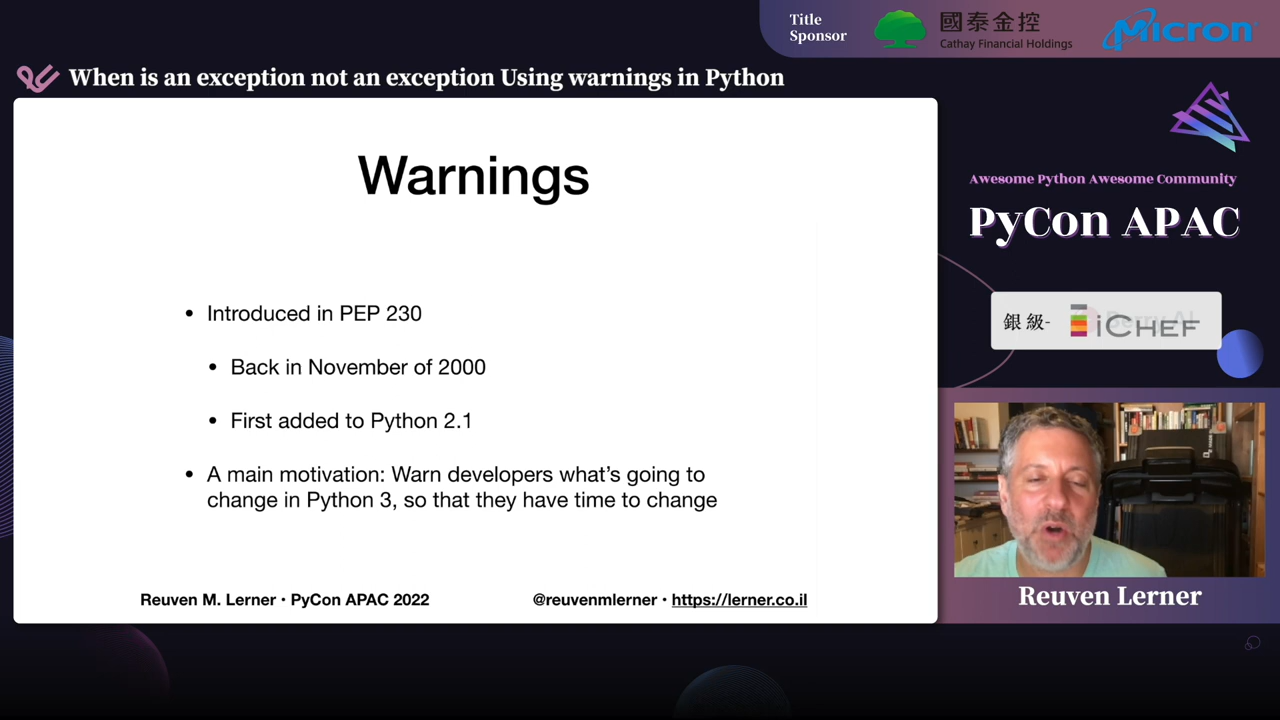 Title
Sponsor
國泰金控
Cathay Financial Holdings
Micron
When is an exception not an exception Using warnings in Python
Warnings
• Introduced in PEP 230
• Back in November of 2000
• First added to Python 2.1
• A main motivation: Warn developers what's going to
change in Python 3, so that they have time to change
Reuven M. Lerner • PyCon APAC 2022
@reuvenmlerner • https://lerner.co.il
Awesome Python Awesome Community
PyCon APAC
銀級-
iCHEF
Reuven Lerner